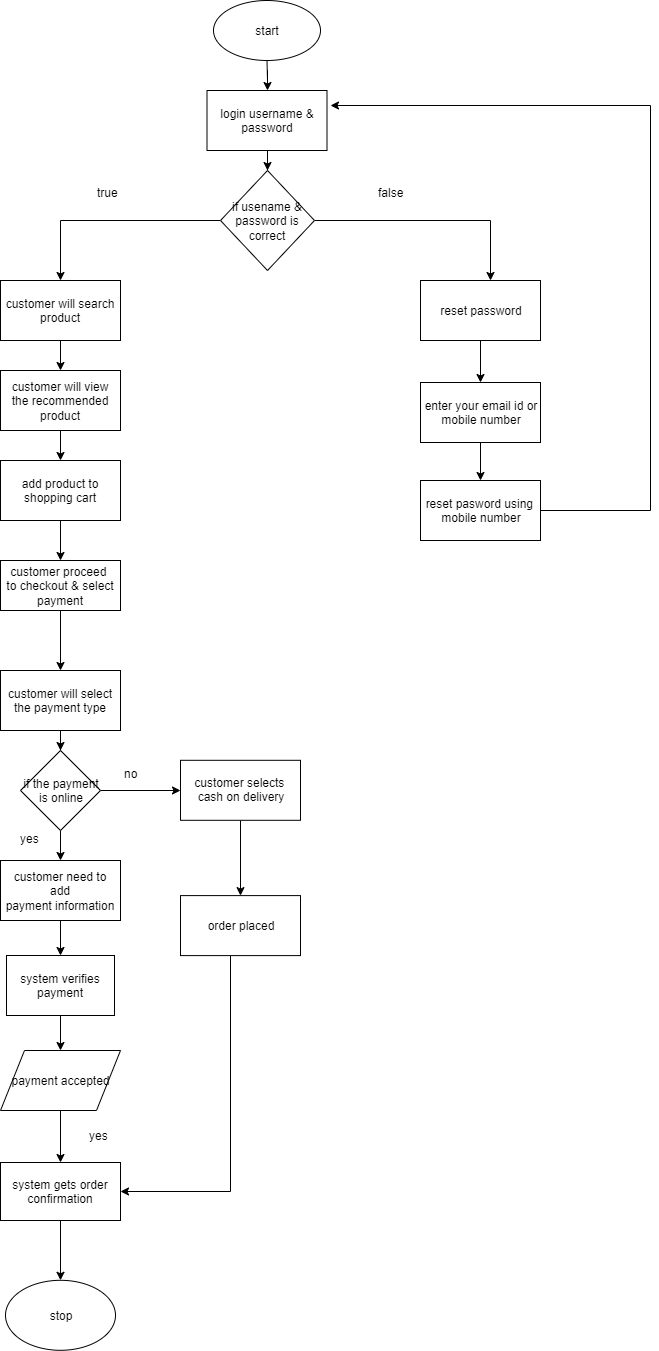 start
login username &
password
true
false
if usename &
password is
correct
customer will search
product
reset password
customer will view
the recommended
product
enter your email id or
mobile number
add product to
shopping cart
reset pasword using
mobile number
customer proceed
to checkout & select
payment
customer will select
the payment type
if the payment
is online
no
customer selects
cash on delivery
yes
customer need to
add
payment information
order placed
system verifies
payment
payment accepted
yes
system gets order
confirmation
stop